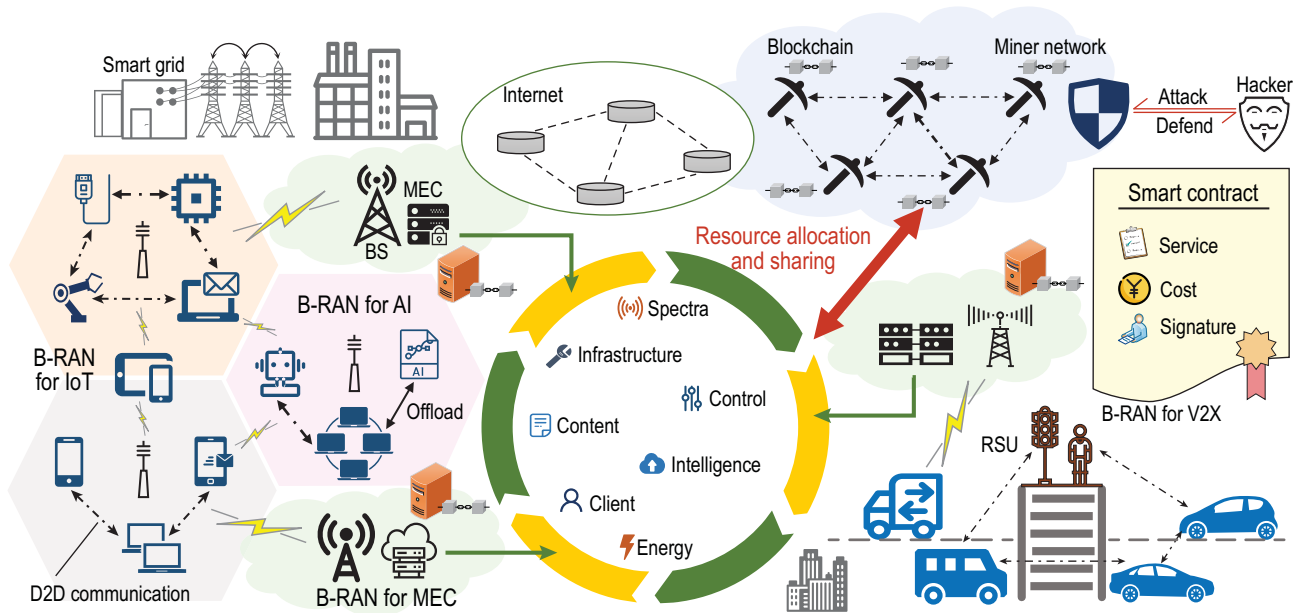 Smart grid
Internet
Blockchain
Miner network
Attack
Defend
Hacker
MEC
BS
Resource allocation
and sharing
Smart contract
Service
Cost
Signature
B-RAN
for IoT
B-RAN for AI
AI
Offload
Spectra
Infrastructure
Control
Content
Intelligence
Client
Energy
B-RAN for V2X
RSU
D2D communication
B-RAN for MEC